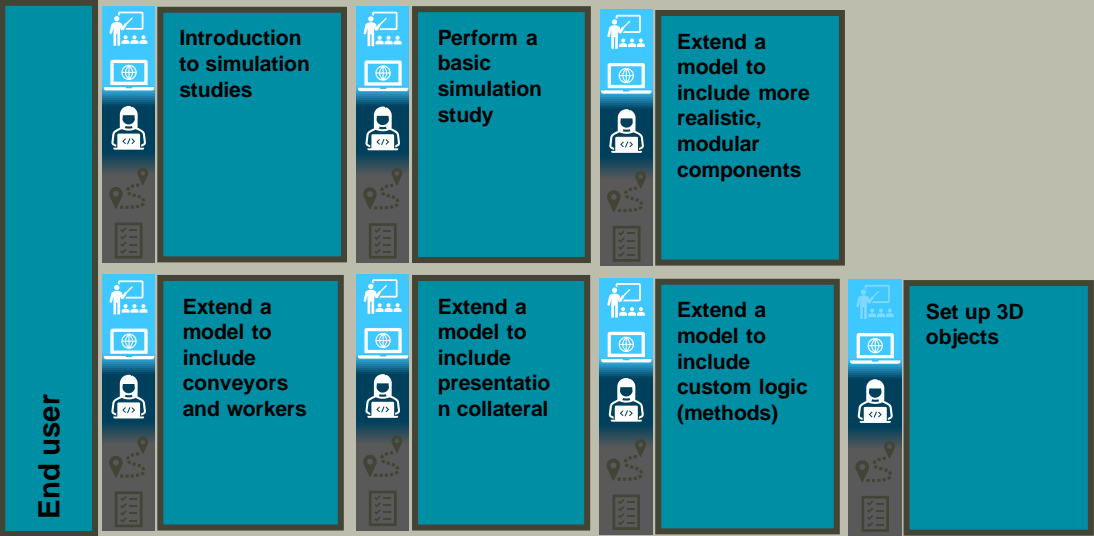 End user
Introduction
to simulation
studies
Perform a
basic
simulation
study
Extend a
model to
include more
realistic,
modular
components
Extend a
model to
include
conveyors
and workers
Extend a
model to
include
presentatio
n collateral
Extend a
model to
include
custom logic
(methods)
Set up 3D
objects